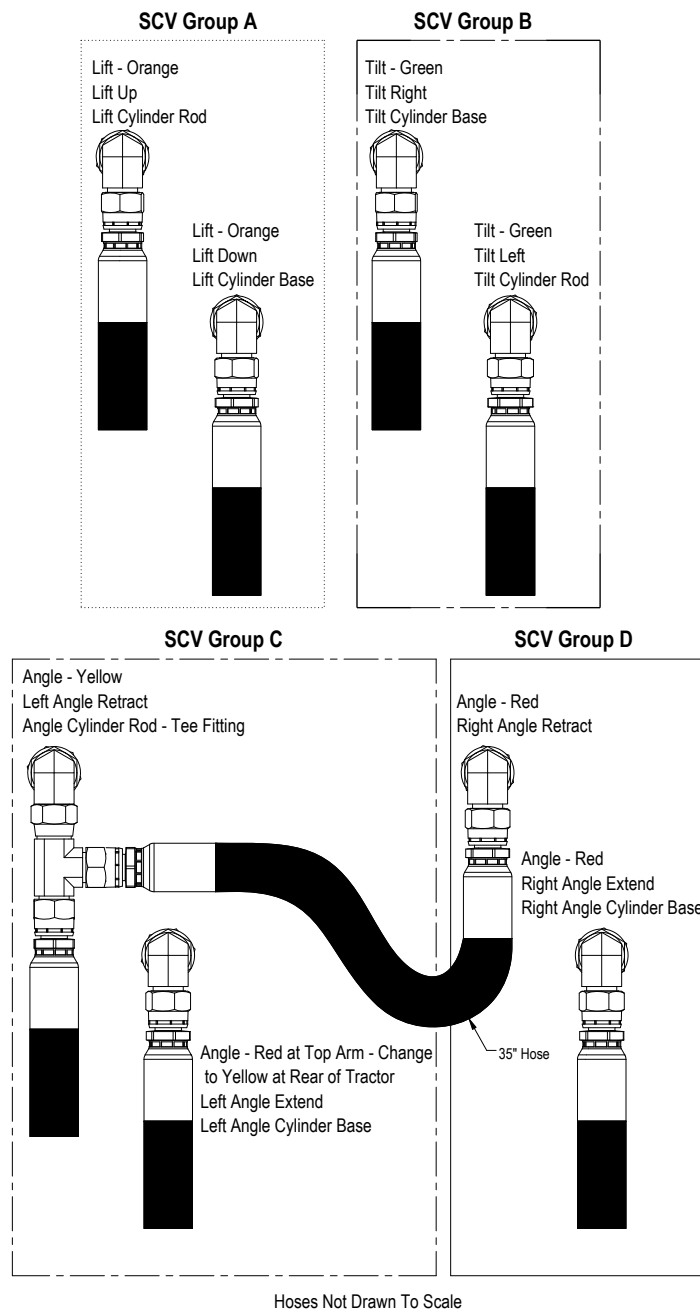 SCV Group A
Lift - Orange
Lift Up
Lift Cylinder Rod
Lift - Orange
Lift Down
Lift Cylinder Base
SCV Group B
Tilt - Green
Tilt Right
Tilt Cylinder Base
Tilt - Green
Tilt Left
Tilt Cylinder Rod
SCV Group C
Angle - Yellow
Left Angle Retract
Angle Cylinder Rod - Tee Fitting
Angle - Red at Top Arm - Change
to Yellow at Rear of Tractor
Left Angle Extend
Left Angle Cylinder Base
SCV Group D
Angle - Red
Right Angle Retract
Angle - Red
Right Angle Extend
Right Angle Cylinder Base
35" Hose
Hoses Not Drawn To Scale